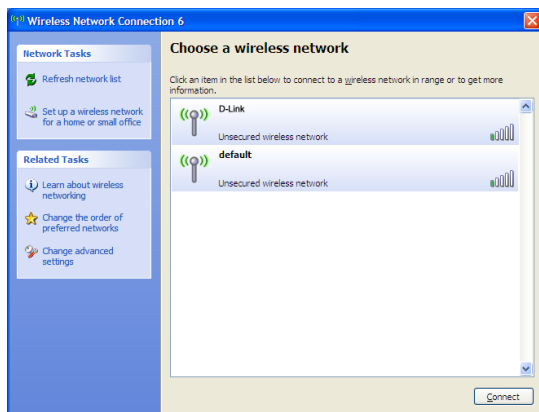 Wireless Network Connection 6
Network Tasks
Refresh network list
Set up a wireless network
for a home or small office
Related Tasks
Learn about wireless
networking
Change the order of
preferred networks
Change advanced
settings
Choose a wireless network
Click an item in the list below to connect to a wireless network in range or to get more
information.
D-Link
Unsecured wireless network
default
Unsecured wireless network
Connect